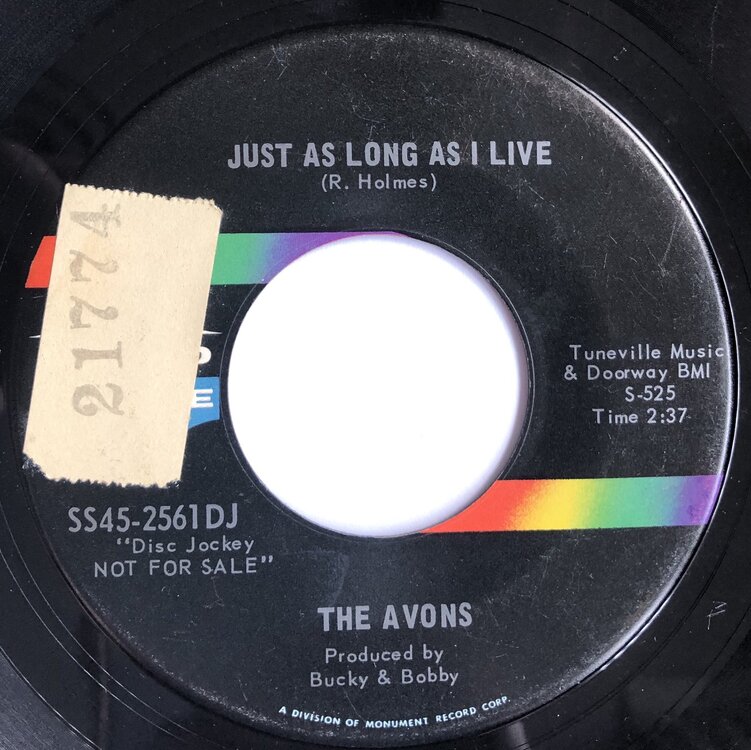 JUST AS LONG AS I LIVE
(R. Holmes)
21774
Tuneville Music
& Doorway BMI
S-525
Time 2:37
SS45-2561DJ
"Disc Jockey
NOT FOR SALE"
THE AVONS
Produced by
Bucky & Bobby
A DIVISION OF MONUMENT RECORD CORP.